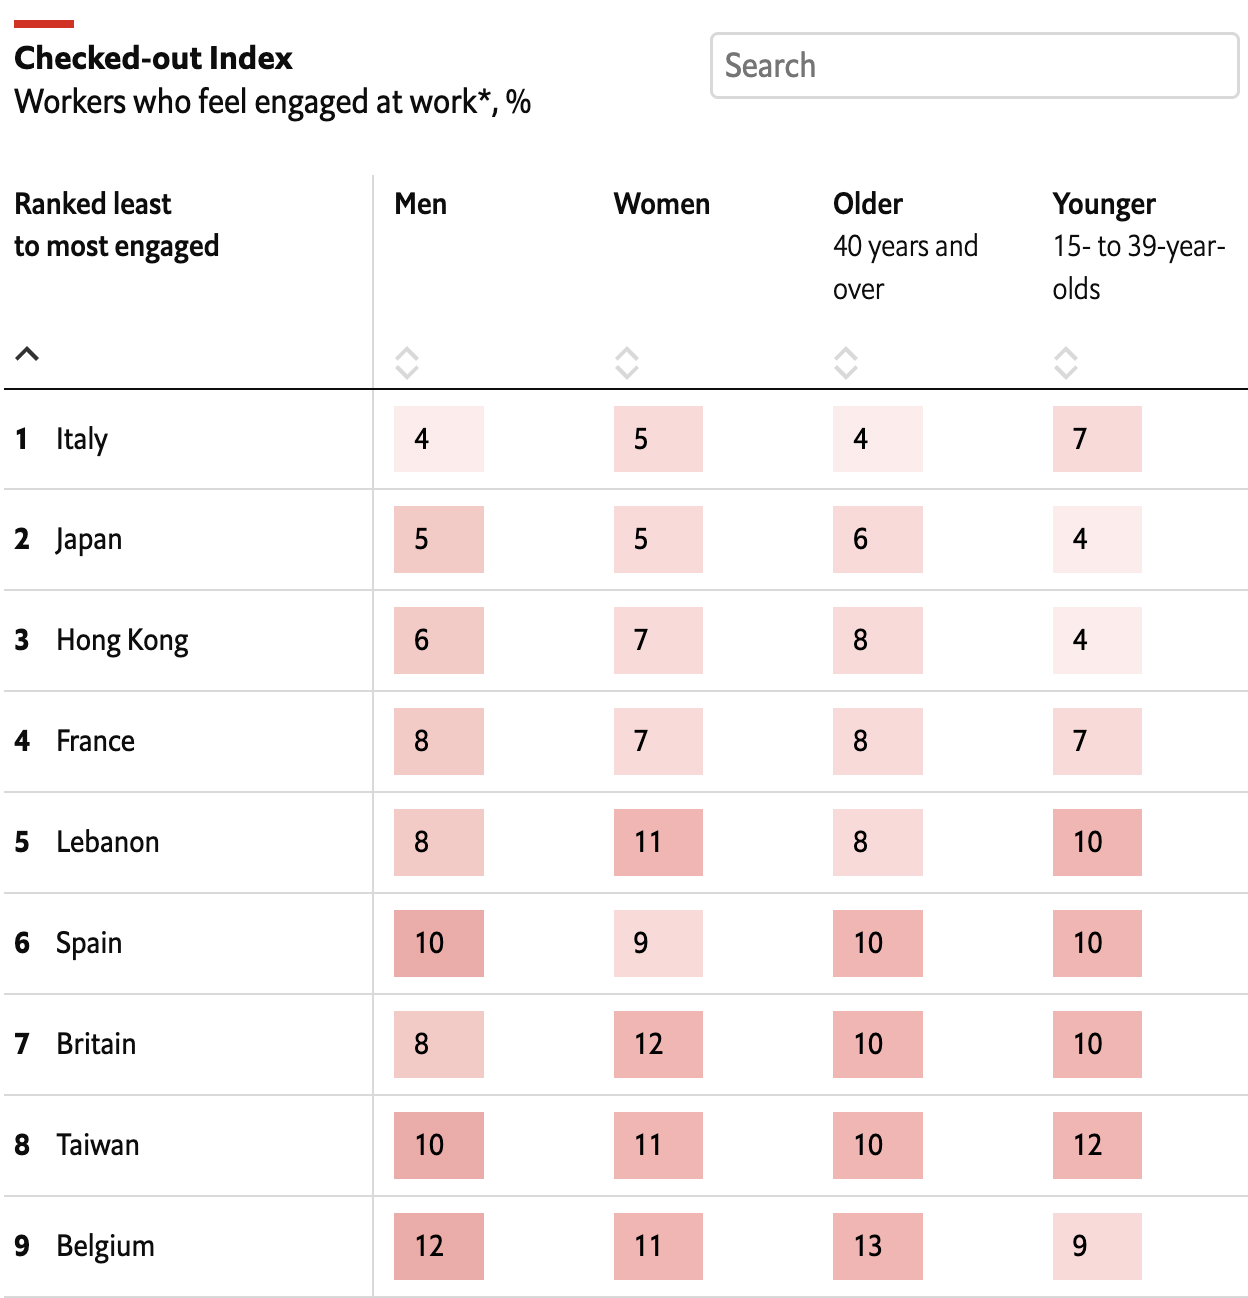 Checked-out Index
Workers who feel engaged at work*, %
Search
Ranked least
to most engaged
Men
Women
Older
40 years and
over
Younger
15- to 39-year-
olds
1 Italy 4 5 4 7
2 Japan 5 5 6 4
3 Hong Kong 6 7 8 4
4 France 8 7 8 7
5 Lebanon 8 11 8 10
6 Spain 10 9 10 10
7 Britain 8 12 10 10
8 Taiwan 10 11 10 12
9 Belgium 12 11 13 9